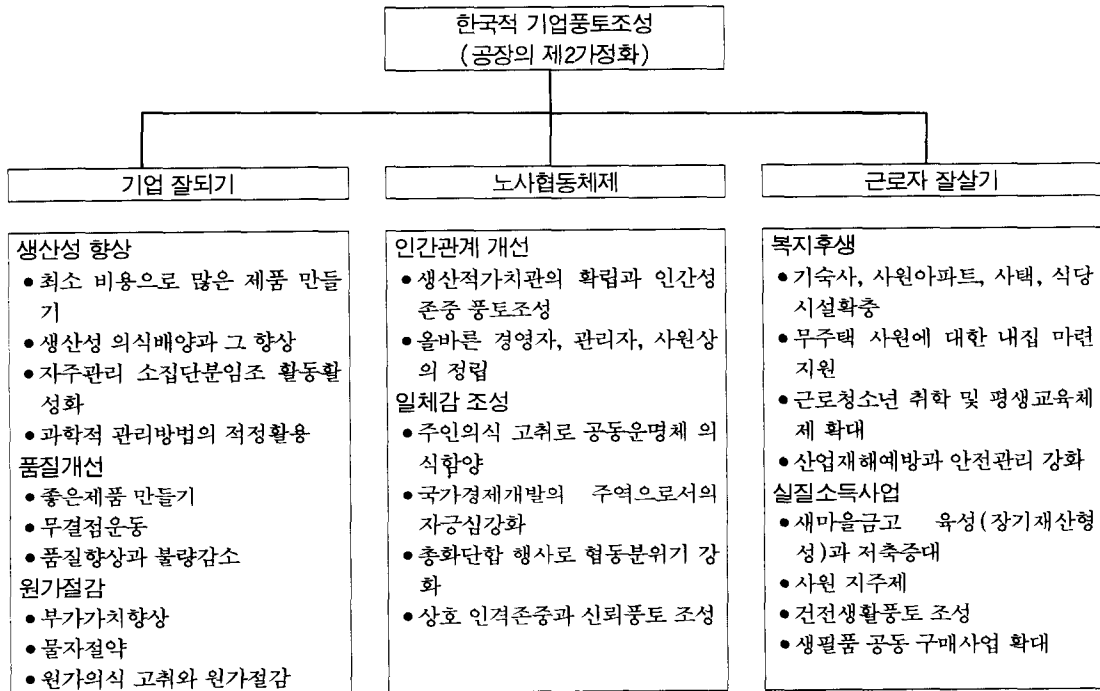 한국적 기업풍토조성
(공장의 제2가정화)
기업 잘되기
생산성 향상
• 최소 비용으로 많은 제품 만들
기
• 생산성 의식배양과 그 향상
• 자주관리 소집단분임조 활동활
성화
• 과학적 관리방법의 적정활용
품질개선
• 좋은제품 만들기
• 무결점운동
• 품질향상과 불량감소
원가절감
• 부가가치향상
• 물자절약
• 원가의식 고취와 원가절감
노사협동체제
인간관계 개선
• 생산적가치관의 확립과 인간성
존중 풍토조성
• 올바른 경영자, 관리자, 사원상
의 정립
일체감 조성
• 주인의식 고취로 공동운명체 의
식함양
• 국가경제개발의 주역으로서의
자긍심강화
• 총화단합 행사로 협동분위기 강
화
• 상호 인격존중과 신뢰풍토 조성
근로자 잘살기
복지후생
• 기숙사, 사원아파트, 사택, 식당
시설확충
• 무주택 사원에 대한 내집 마련
지원
• 근로청소년 취학 및 평생교육체
제 확대
• 산업재해예방과 안전관리 강화
실질소득사업
• 새마을금고 육성(장기재산형
성)과 저축증대
• 사원 지주제
• 건전생활풍토 조성
• 생필품 공동 구매사업 확대